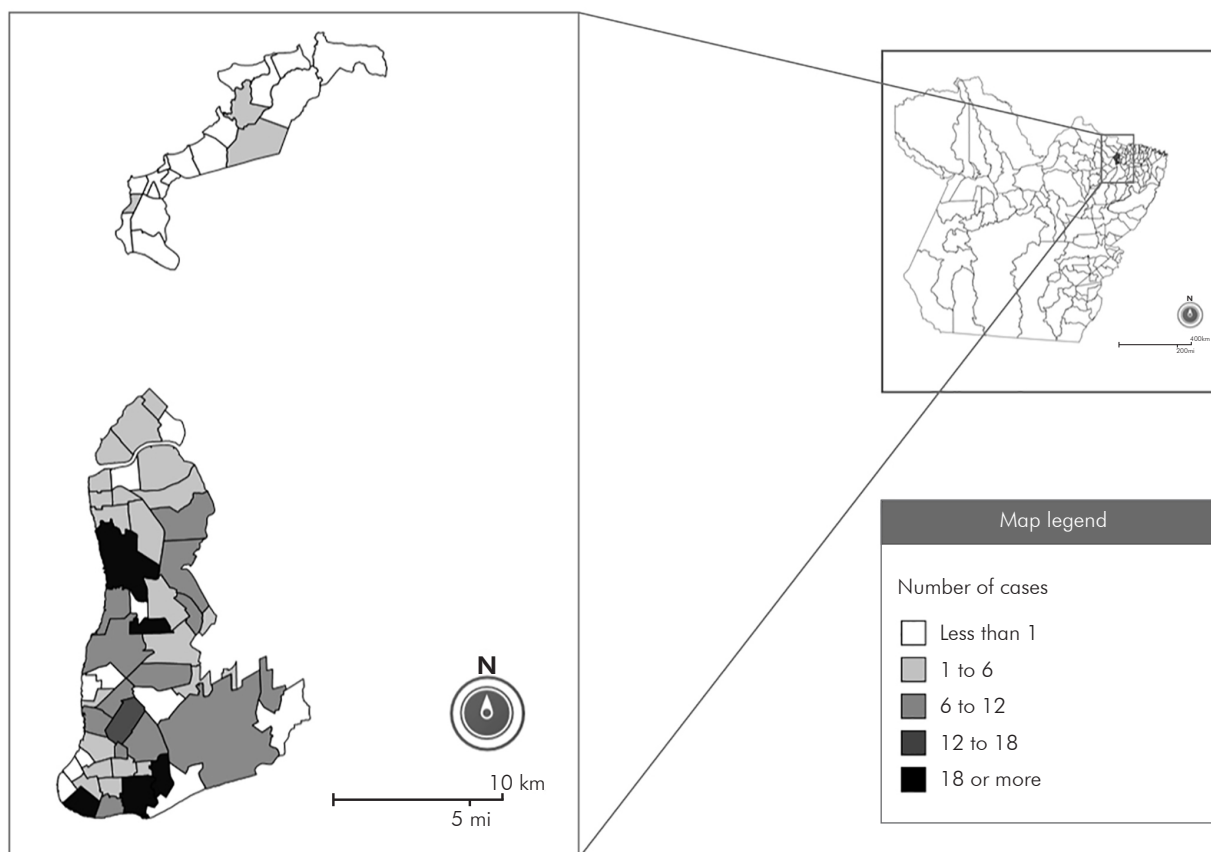 N
10 km
5 mi
N
400km
200mi
Map legend
Number of cases
Less than 1
1 to 6
6 to 12
12 to 18
18 or more